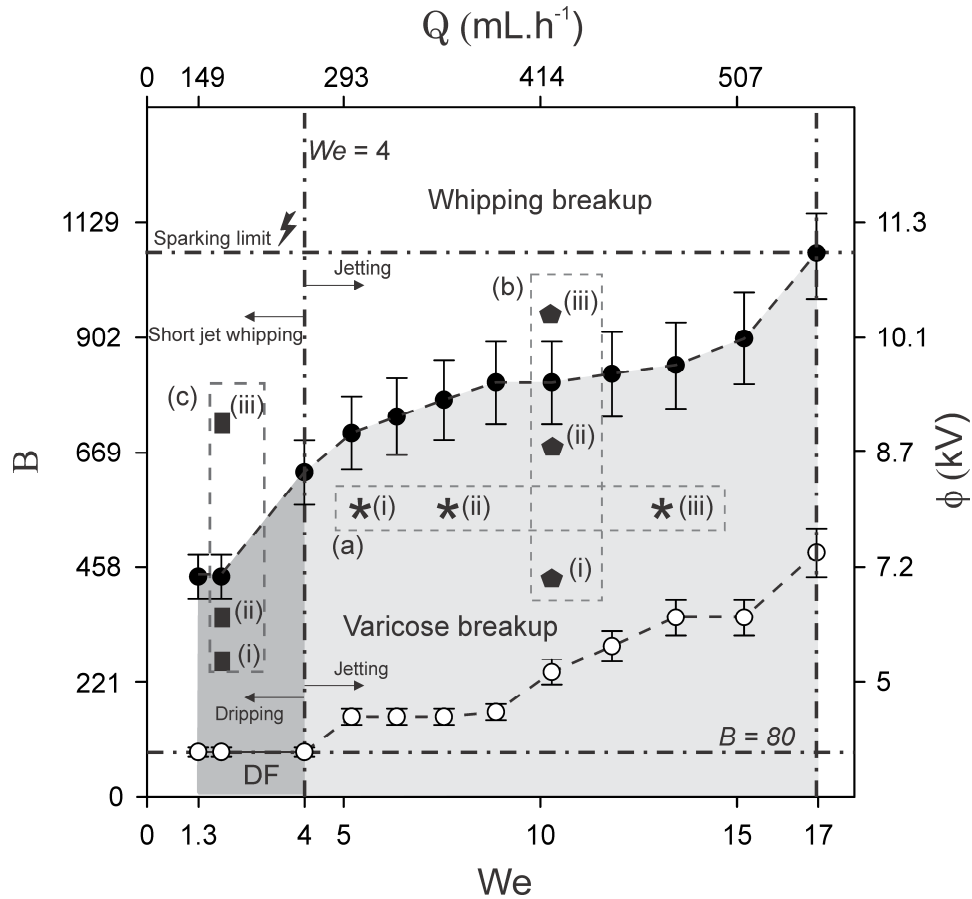 Q (mL.h⁻¹)
0 149 293 414 507
We = 4
Whipping breakup
1129 11.3
Sparking limit
Jetting
(b) (iii)
Short jet whipping
902 10.1
(c) (iii)
(ii)
B 669 8.7 ϕ (kV)
(i) (ii) (iii)
(a)
458 7.2
(i)
(ii)
Varicose breakup
(i)
Jetting
221 5
Dripping
B = 80
DF
0
0 1.3 4 5 10 15 17
We